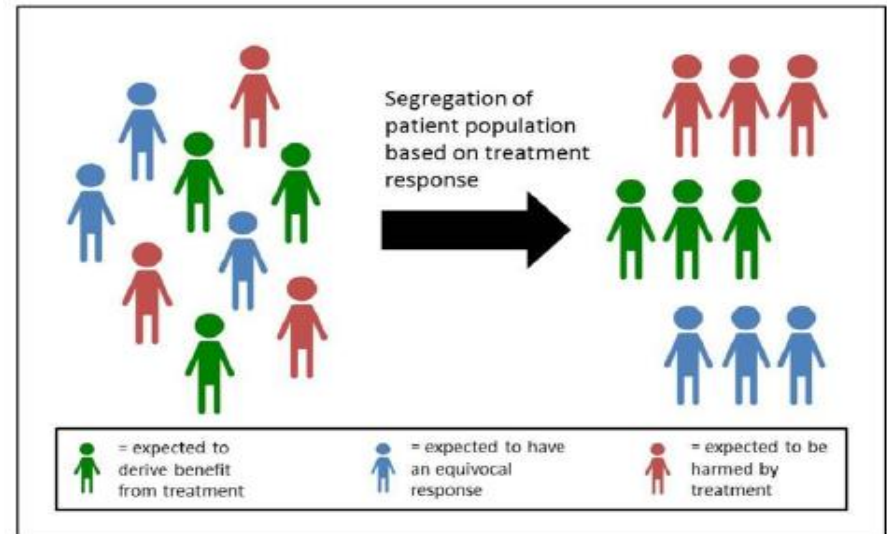 Segregation of
patient population
based on treatment
response
= expected to
derive benefit
from treatment
= expected to have
an equivocal
response
= expected to be
harmed by
treatment